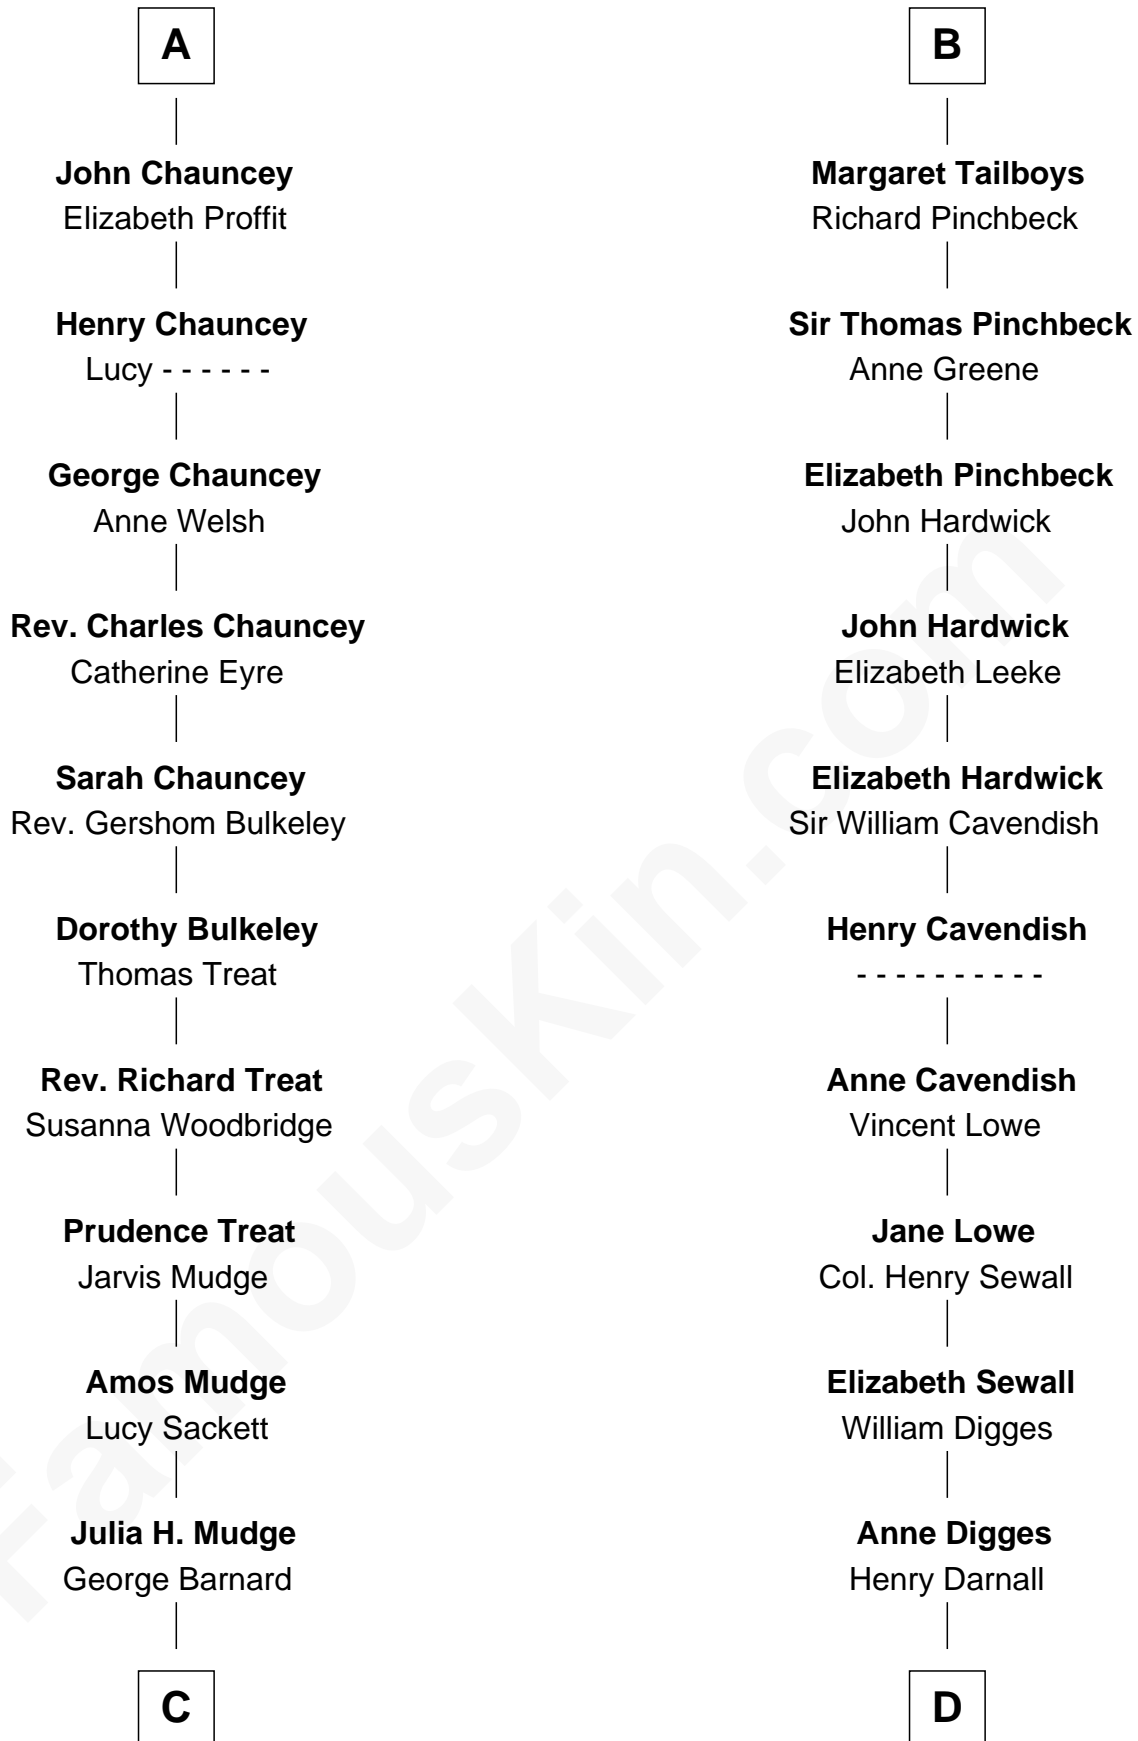 A
John Chauncey
Elizabeth Proffit
Henry Chauncey
Lucy - - - - - -
George Chauncey
Anne Welsh
Rev. Charles Chauncey
Catherine Eyre
Sarah Chauncey
Rev. Gershom Bulkeley
Dorothy Bulkeley
Thomas Treat
Rev. Richard Treat
Susanna Woodbridge
Prudence Treat
Jarvis Mudge
Amos Mudge
Lucy Sackett
Julia H. Mudge
George Barnard
C
B
Margaret Tailboys
Richard Pinchbeck
Sir Thomas Pinchbeck
Anne Greene
Elizabeth Pinchbeck
John Hardwick
John Hardwick
Elizabeth Leeke
Elizabeth Hardwick
Sir William Cavendish
Henry Cavendish
- - - - - - - - - -
Anne Cavendish
Vincent Lowe
Jane Lowe
Col. Henry Sewall
Elizabeth Sewall
William Digges
Anne Digges
Henry Darnall
D
FamousKin.com